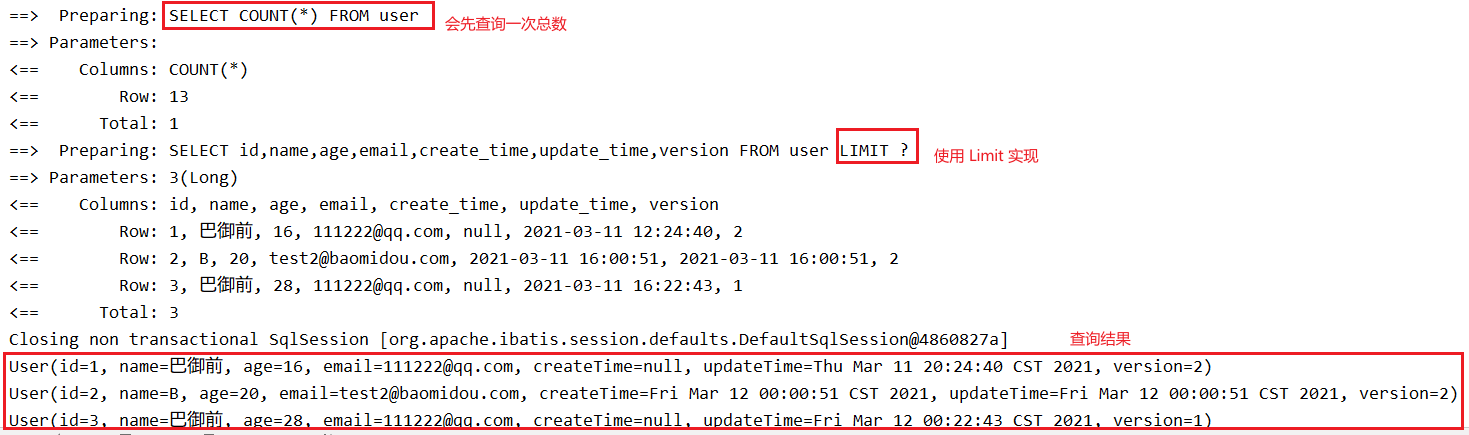 ==>  Preparing: SELECT COUNT(*) FROM user 会先查询一次总数
==> Parameters:
<==    Columns: COUNT(*)
<==        Row: 13
<==      Total: 1
==>  Preparing: SELECT id,name,age,email,create_time,update_time,version FROM user LIMIT ? 使用 Limit 实现
==> Parameters: 3(Long)
<==    Columns: id, name, age, email, create_time, update_time, version
<==        Row: 1, 巴御前, 16, 111222@qq.com, null, 2021-03-11 12:24:40, 2
<==        Row: 2, B, 20, test2@baomidou.com, 2021-03-11 16:00:51, 2021-03-11 16:00:51, 2
<==        Row: 3, 巴御前, 28, 111222@qq.com, null, 2021-03-11 16:22:43, 1
<==      Total: 3
Closing non transactional SqlSession [org.apache.ibatis.session.defaults.DefaultSqlSession@4860827a] 查询结果
User(id=1, name=巴御前, age=16, email=111222@qq.com, createTime=null, updateTime=Thu Mar 11 20:24:40 CST 2021, version=2)
User(id=2, name=B, age=20, email=test2@baomidou.com, createTime=Fri Mar 12 00:00:51 CST 2021, updateTime=Fri Mar 12 00:00:51 CST 2021, version=2)
User(id=3, name=巴御前, age=28, email=111222@qq.com, createTime=null, updateTime=Fri Mar 12 00:22:43 CST 2021, version=1)